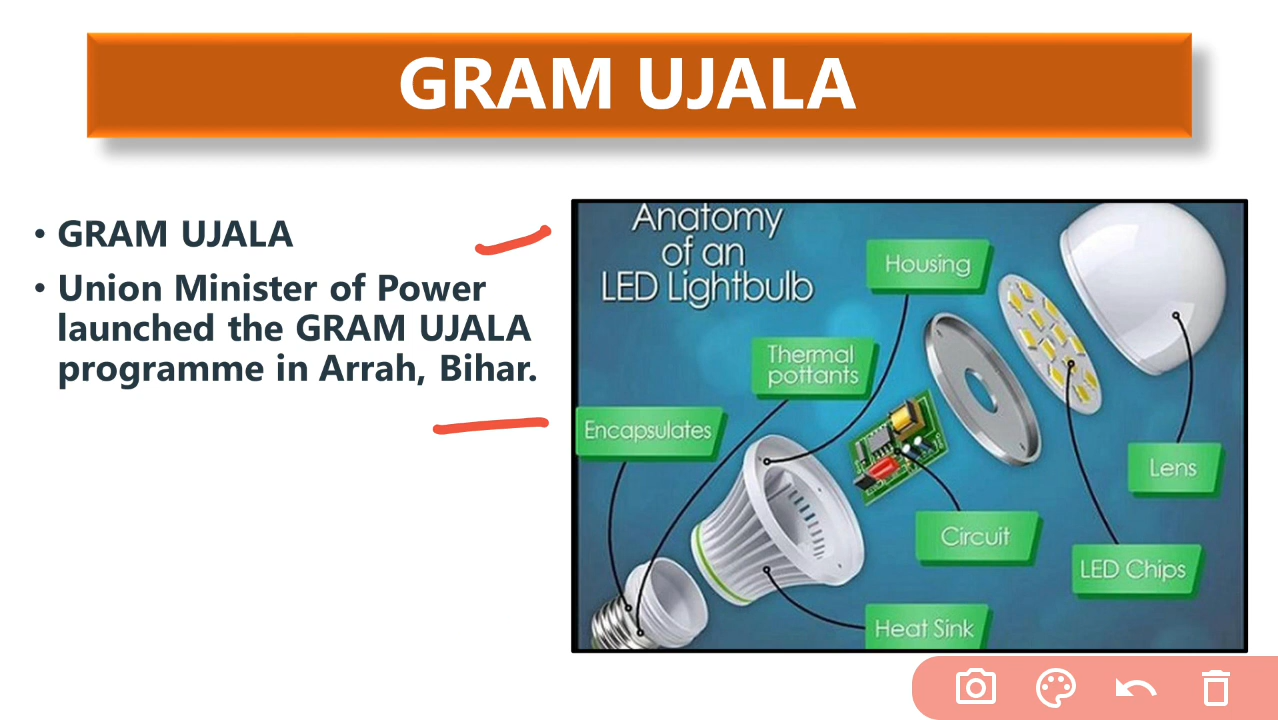 GRAM UJALA
• GRAM UJALA
• Union Minister of Power
launched the GRAM UJALA
programme in Arrah, Bihar.
Anatomy
of an
LED Lightbulb
Housing
Thermal
pottants
Encapsulates
Lens
Circuit
LED Chips
Heat Sink